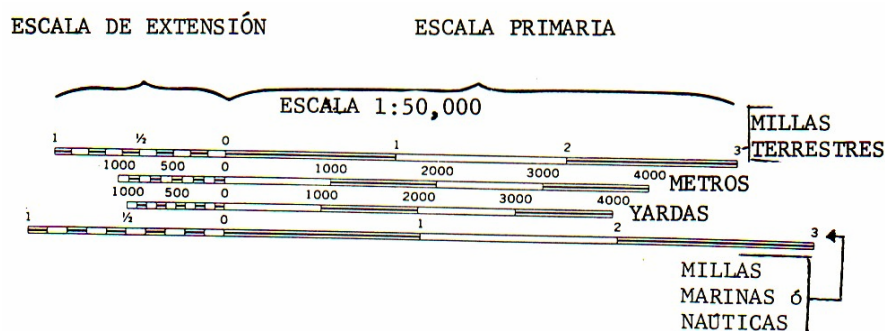 ESCALA DE EXTENSIÓN ESCALA PRIMARIA
ESCALA 1:50,000
1 ½ 0 1 2 3
MILLAS
TERRESTRES
1000 500 0 1000 2000 3000 4000
METROS
1000 500 0 1000 2000 3000 4000
YARDAS
1 ½ 0 1 2 3
MILLAS
MARINAS ó
NAÚTICAS